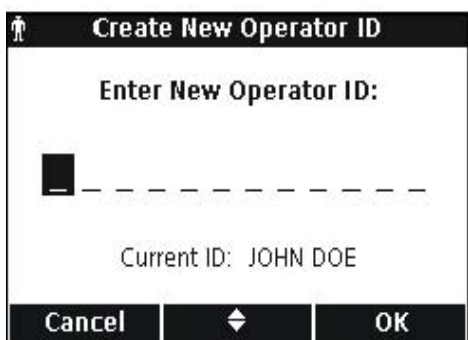 Create New Operator ID
Enter New Operator ID:
_ _ _ _ _ _ _ _ _ _ _ _
Current ID: JOHN DOE
Cancel OK